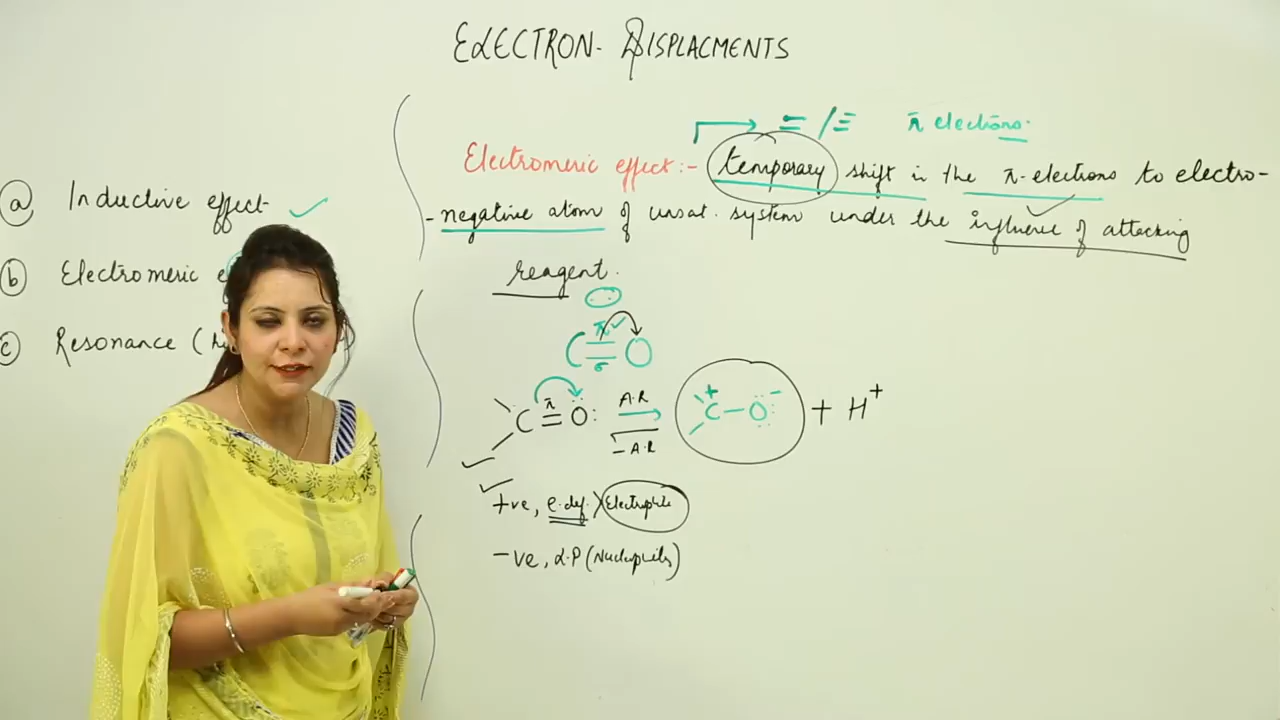 ELECTRON-DISPLACMENTS
a Inductive effect ✓
b Electromeric
c Resonance (
= / ≡ π electrons
Electromeric effect :- temporary shift in the π-electrons to electro-
-negative atom of unsat. system under the influence of attacking
reagent.
π ✓
C = O
σ
π
C = O: A.R → C+ — O- + H+
-A.R
+ve, e.def. (Electrophile
-ve, l.P (Nucleophiles)